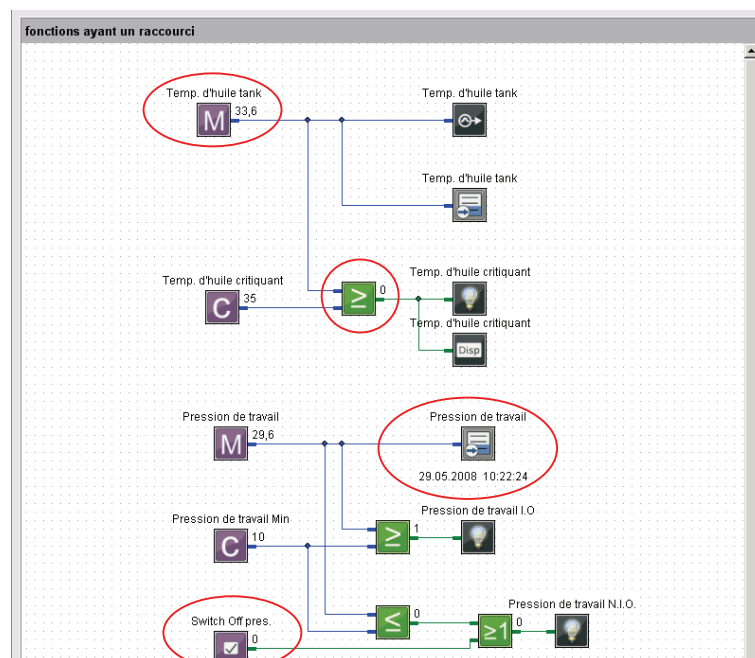 fonctions ayant un raccourci
Temp. d'huile tank
M 33,6
Temp. d'huile tank
Temp. d'huile tank
Temp. d'huile critiquant
C 35
≥ 0
Temp. d'huile critiquant
Temp. d'huile critiquant
Disp
Pression de travail
M 29,6
Pression de travail
29.05.2008 10:22:24
Pression de travail Min
C 10
≥ 1
Pression de travail I.O
Switch Off pres.
0
≤ 0
≥1 0
Pression de travail N.I.O.